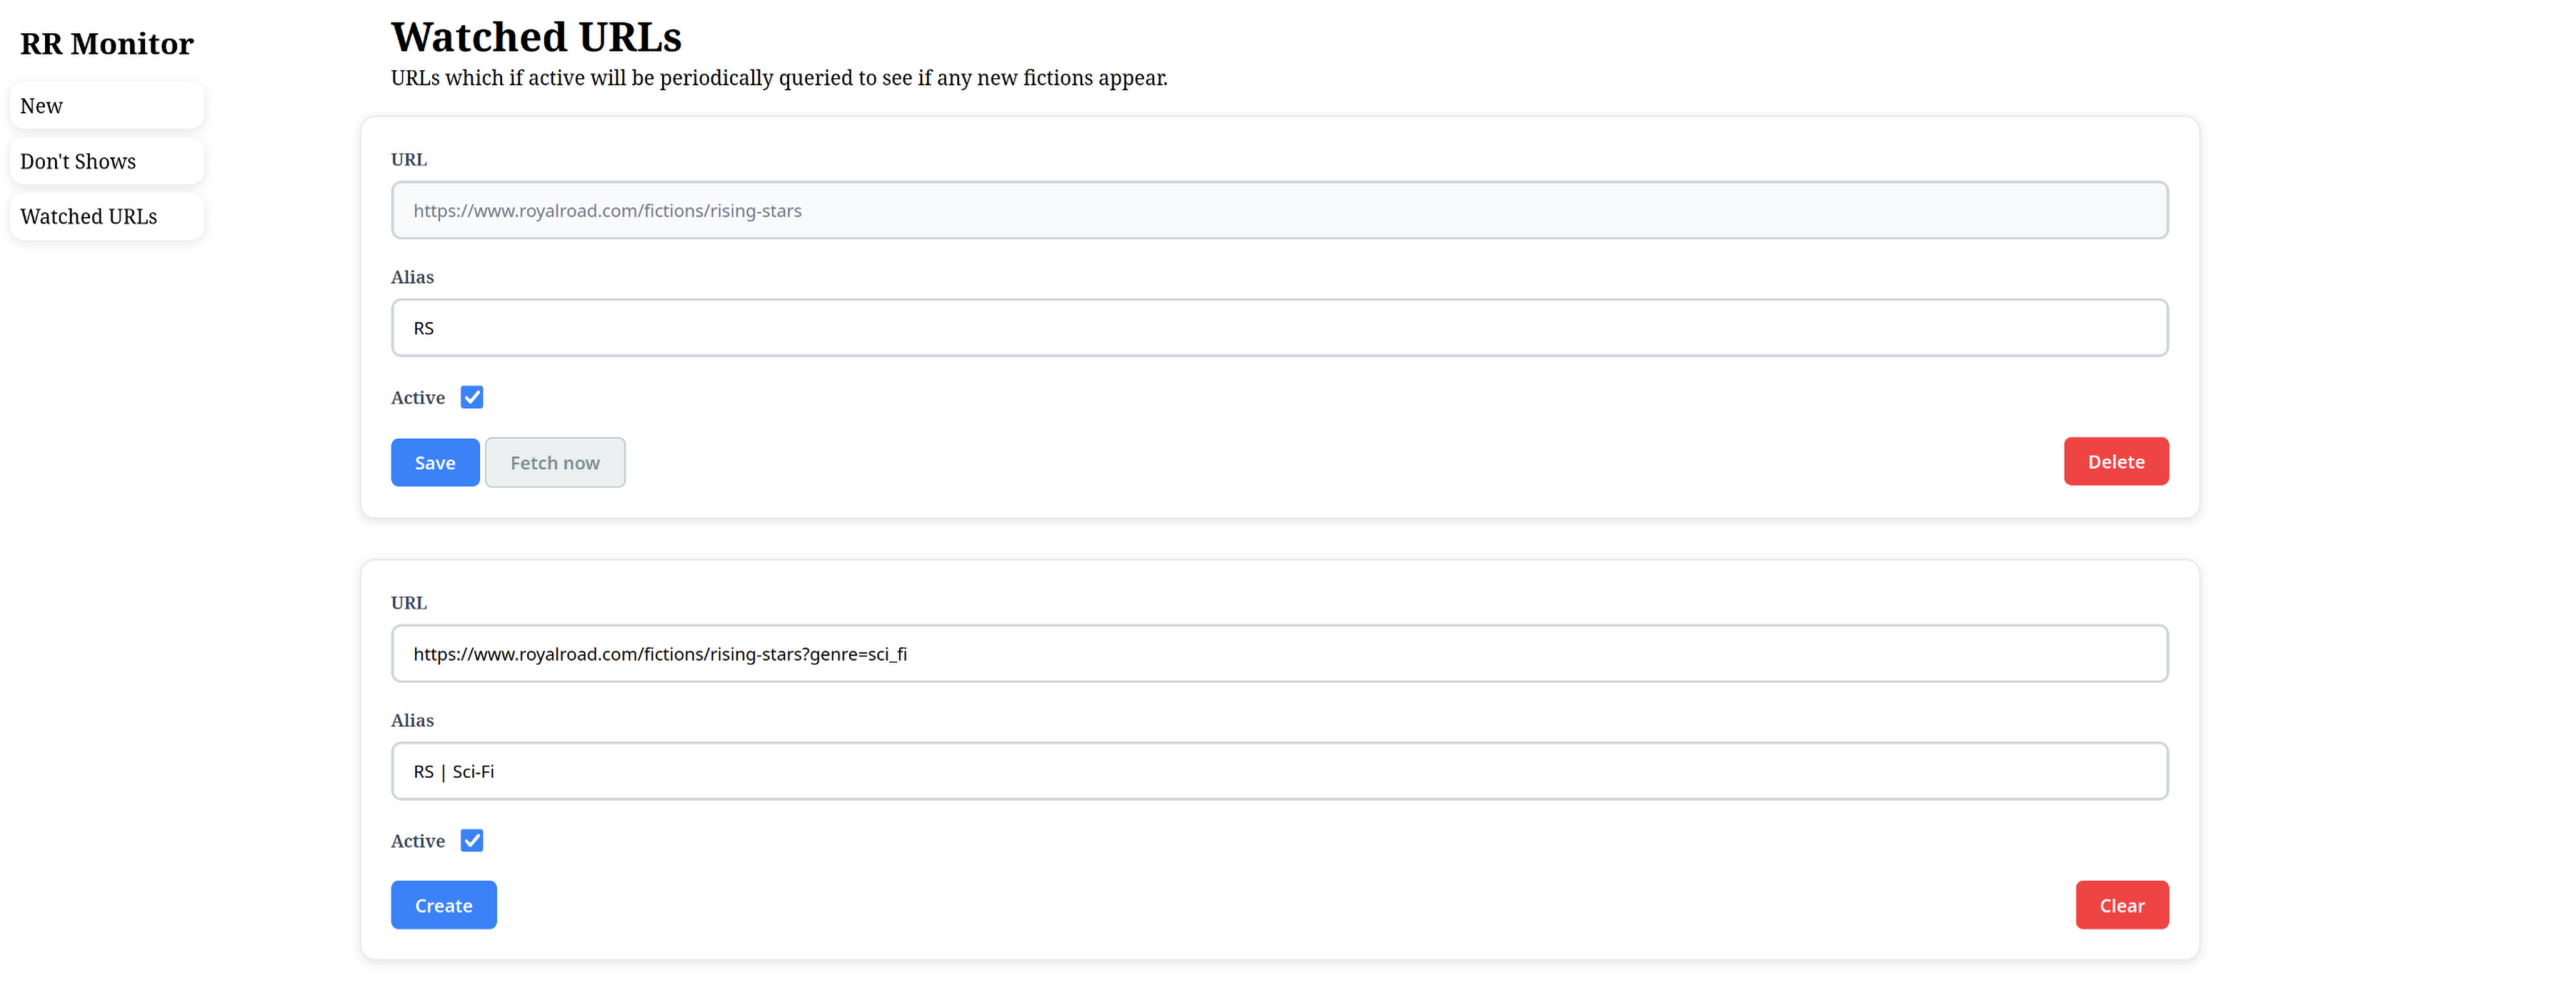 RR Monitor
New
Don't Shows
Watched URLs
Watched URLs
URLs which if active will be periodically queried to see if any new fictions appear.
URL
https://www.royalroad.com/fictions/rising-stars
Alias
RS
Active
Save Fetch now Delete
URL
https://www.royalroad.com/fictions/rising-stars?genre=sci_fi
Alias
RS | Sci-Fi
Active
Create Clear